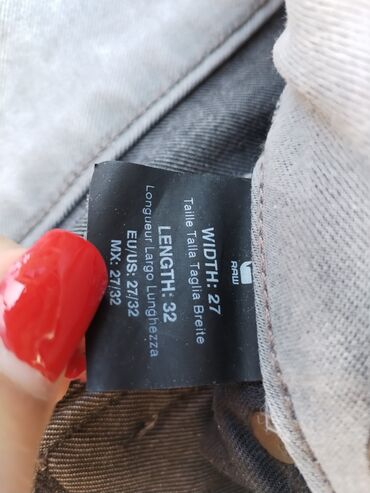 RAW
WIDTH: 27
Taille Talla Taglia Breite
LENGTH: 32
Longueur Largo Lunghezza
EU/US: 27/32
MX: 27/32